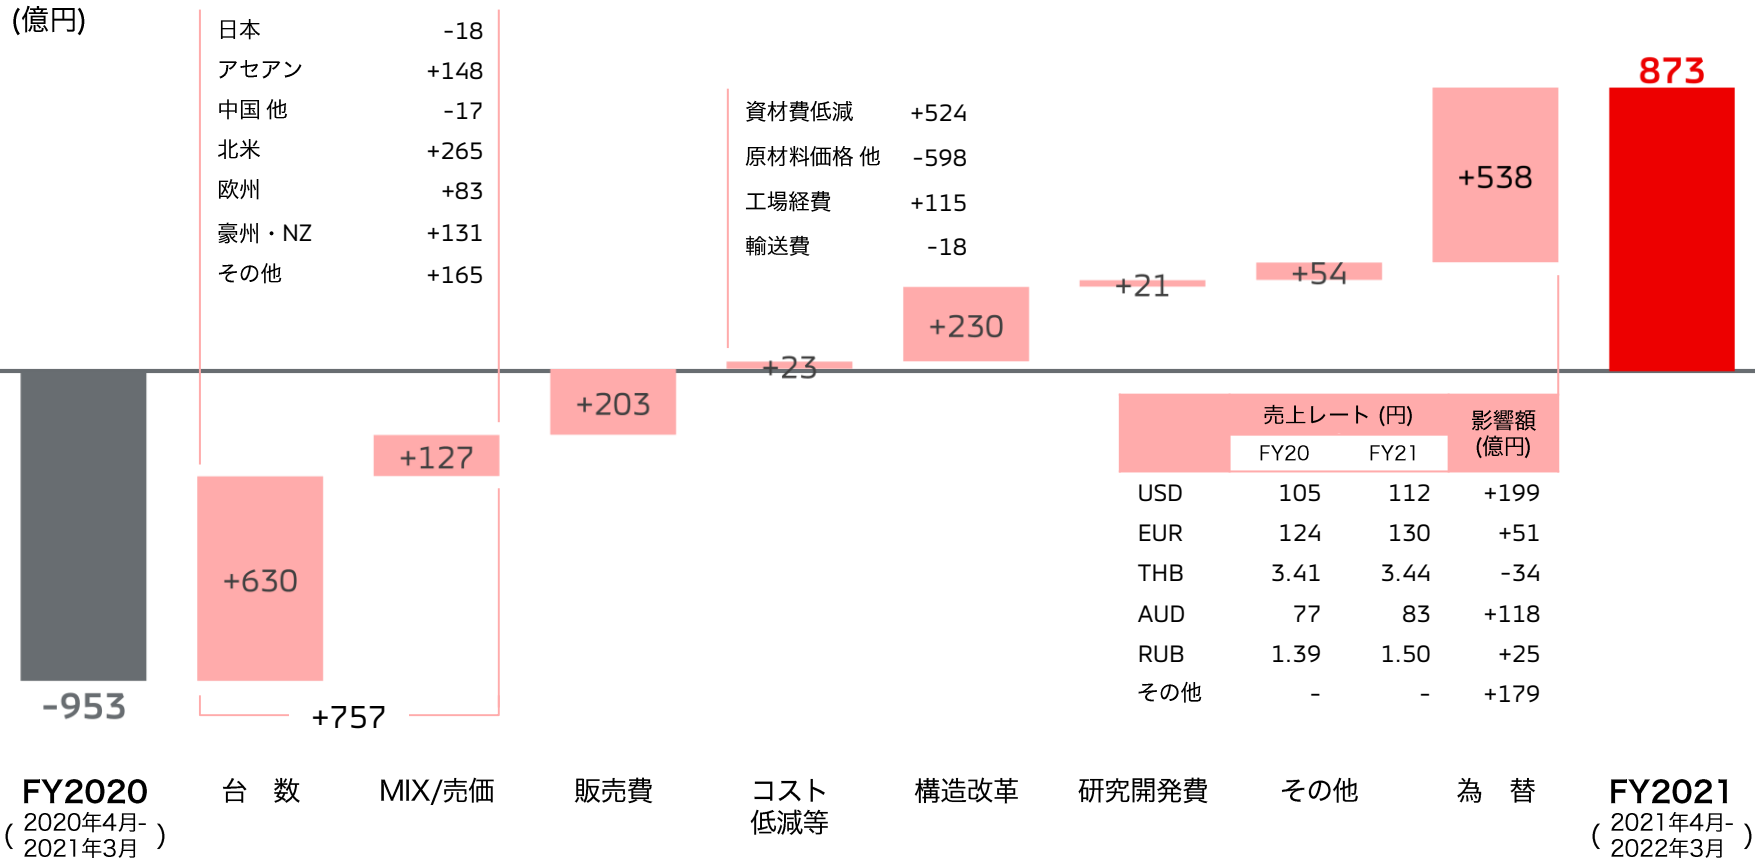 (億円)
日本 -18
アセアン +148
中国 他 -17
北米 +265
欧州 +83
豪州・NZ +131
その他 +165
資材費低減 +524
原材料価格 他 -598
工場経費 +115
輸送費 -18
873
+538
+54
+21
+230
+23
+203
+127
+630
-953
+757
売上レート (円) 影響額
(億円)
FY20 FY21
USD 105 112 +199
EUR 124 130 +51
THB 3.41 3.44 -34
AUD 77 83 +118
RUB 1.39 1.50 +25
その他 - - +179
FY2020
( 2020年4月-
2021年3月 )
台 数
MIX/売価
販売費
コスト
低減等
構造改革
研究開発費
その他
為 替
FY2021
( 2021年4月-
2022年3月 )